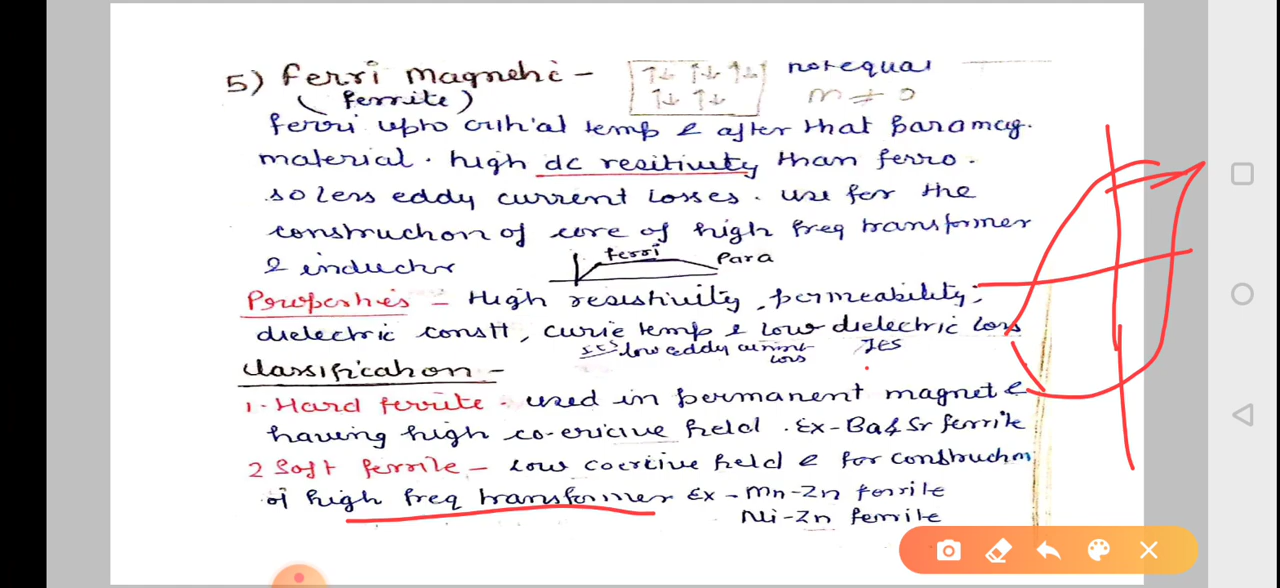 5) Ferri Magnetic - ↑↓ ↑↓ ↑↓ not equal
(ferrite) ↑↓ ↑↓ m ≠ 0
ferri upto critical temp & after that paramag.
material. high dc resitivity than ferro.
so less eddy current Losses. use for the
construction of core of high freq transformer
& inductor ferri Para
Properties - High resistivity, permeability,
dielectric constt, curie temp & Low dielectric Loss
low eddy current loss IES
Classification -
1. Hard ferrite - used in permanent magnet &
having high co-ericive field. Ex- Ba & Sr ferrite
2 Soft ferrite - low coercive field & for construction
of high freq transformer Ex - Mn-Zn ferrite
Ni-Zn ferrite